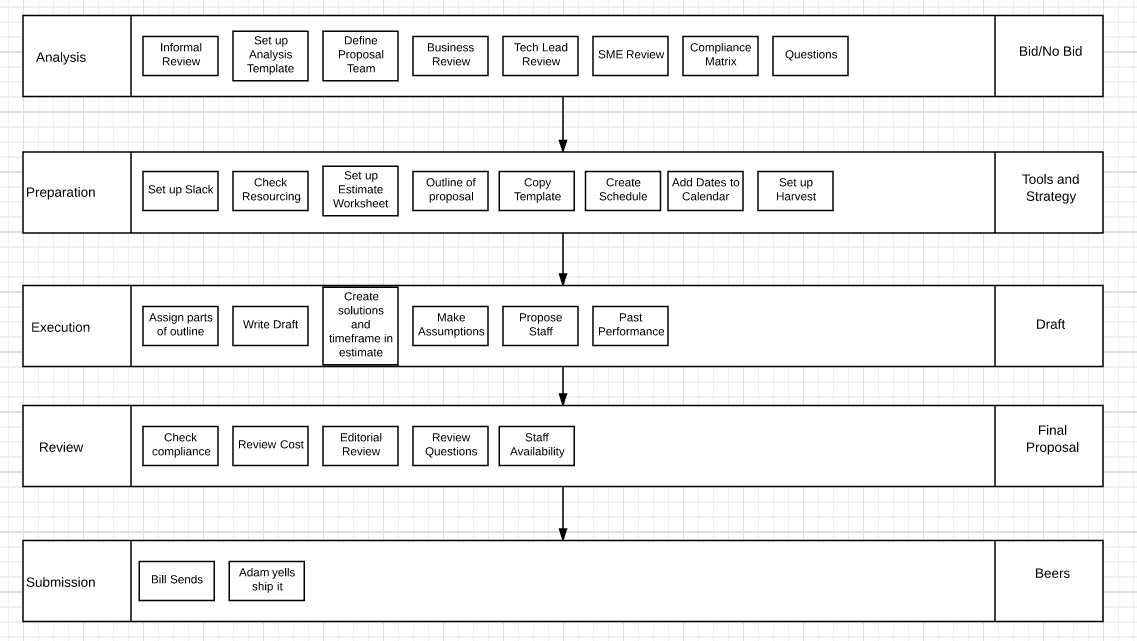 Analysis
Informal
Review
Set up
Analysis
Template
Define
Proposal
Team
Business
Review
Tech Lead
Review
SME Review
Compliance
Matrix
Questions
Bid/No Bid
Preparation
Set up Slack
Check
Resourcing
Set up
Estimate
Worksheet
Outline of
proposal
Copy
Template
Create
Schedule
Add Dates to
Calendar
Set up
Harvest
Tools and
Strategy
Execution
Assign parts
of outline
Write Draft
Create
solutions
and
timeframe in
estimate
Make
Assumptions
Propose
Staff
Past
Performance
Draft
Review
Check
compliance
Review Cost
Editorial
Review
Review
Questions
Staff
Availability
Final
Proposal
Submission
Bill Sends
Adam yells
ship it
Beers